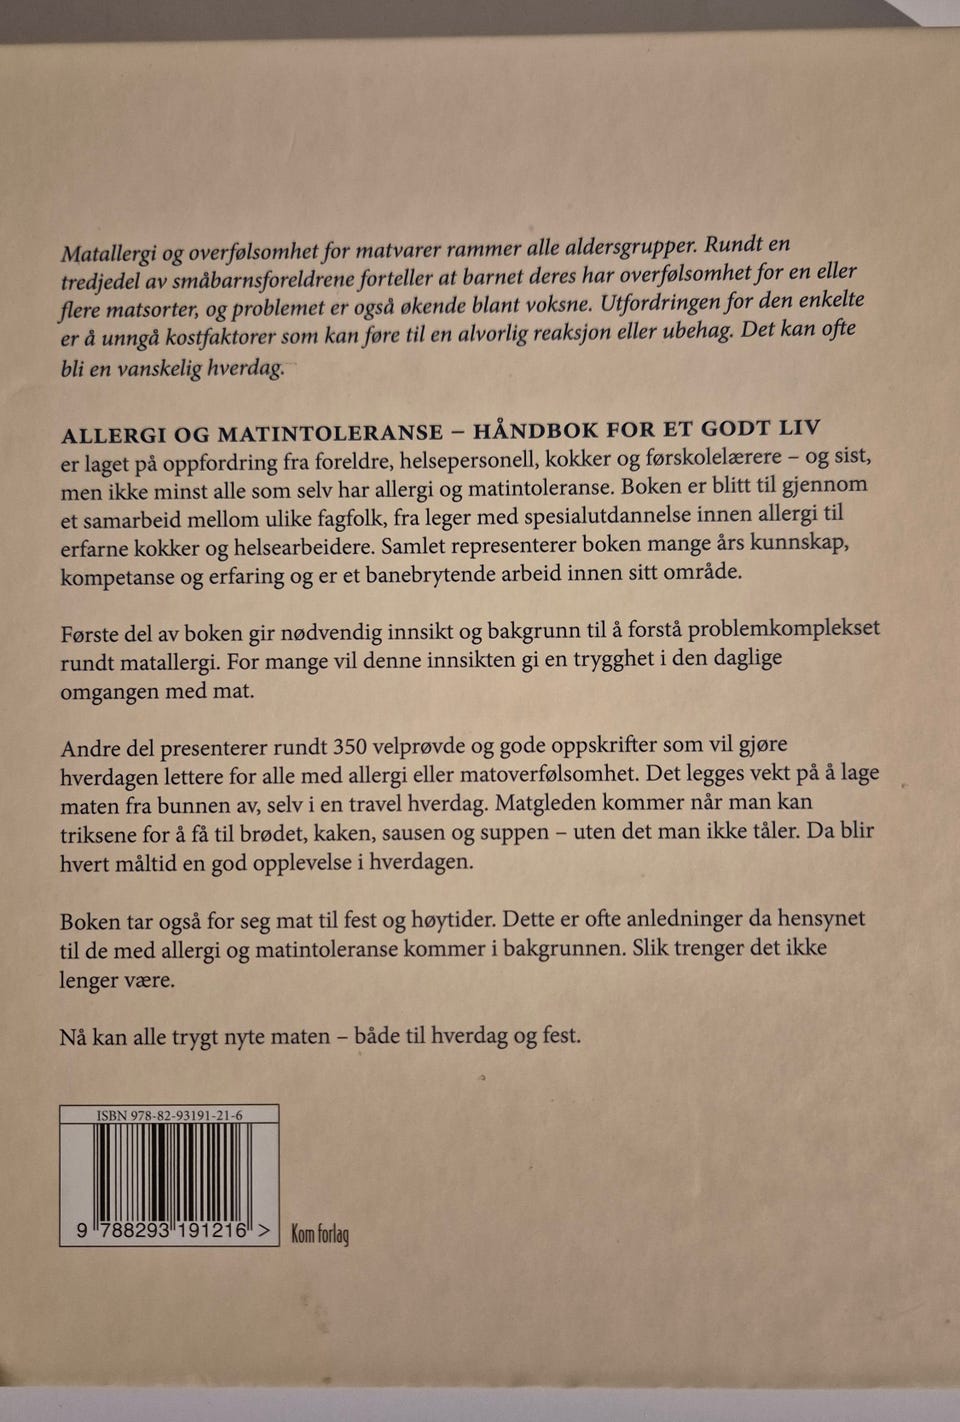 Matallergi og overfølsomhet for matvarer rammer alle aldersgrupper. Rundt en
tredjedel av småbarnsforeldrene forteller at barnet deres har overfølsomhet for en eller
flere matsorter, og problemet er også økende blant voksne. Utfordringen for den enkelte
er å unngå kostfaktorer som kan føre til en alvorlig reaksjon eller ubehag. Det kan ofte
bli en vanskelig hverdag.
ALLERGI OG MATINTOLERANSE – HÅNDBOK FOR ET GODT LIV
er laget på oppfordring fra foreldre, helsepersonell, kokker og førskolelærere – og sist,
men ikke minst alle som selv har allergi og matintoleranse. Boken er blitt til gjennom
et samarbeid mellom ulike fagfolk, fra leger med spesialutdannelse innen allergi til
erfarne kokker og helsearbeidere. Samlet representerer boken mange års kunnskap,
kompetanse og erfaring og er et banebrytende arbeid innen sitt område.
Første del av boken gir nødvendig innsikt og bakgrunn til å forstå problemkomplekset
rundt matallergi. For mange vil denne innsikten gi en trygghet i den daglige
omgangen med mat.
Andre del presenterer rundt 350 velprøvde og gode oppskrifter som vil gjøre
hverdagen lettere for alle med allergi eller matoverfølsomhet. Det legges vekt på å lage
maten fra bunnen av, selv i en travel hverdag. Matgleden kommer når man kan
triksene for å få til brødet, kaken, sausen og suppen – uten det man ikke tåler. Da blir
hvert måltid en god opplevelse i hverdagen.
Boken tar også for seg mat til fest og høytider. Dette er ofte anledninger da hensynet
til de med allergi og matintoleranse kommer i bakgrunnen. Slik trenger det ikke
lenger være.
Nå kan alle trygt nyte maten – både til hverdag og fest.
ISBN 978-82-93191-21-6
9 788293 191216 >
Kom forlag